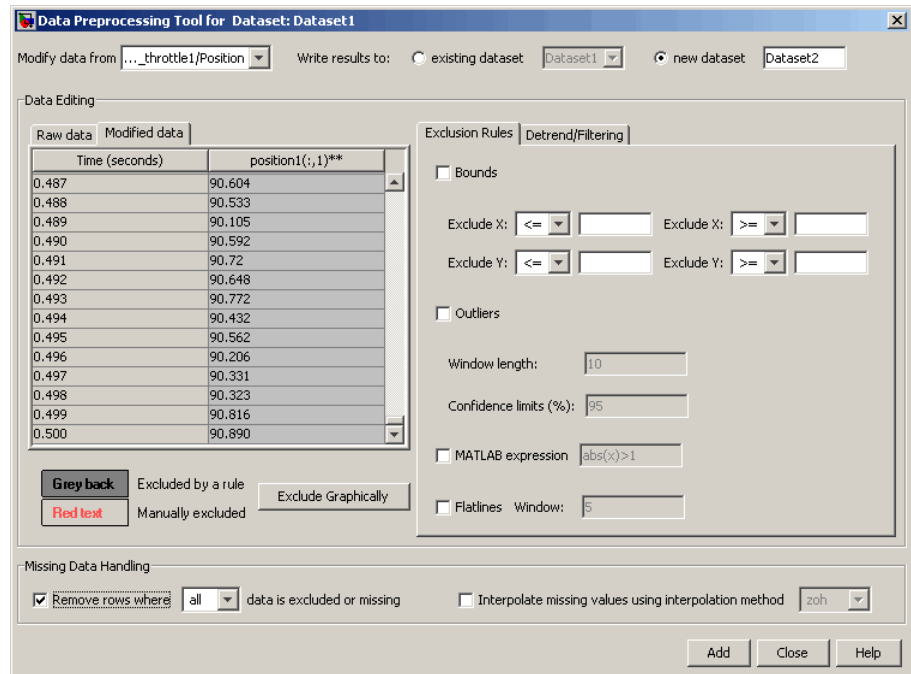 Data Preprocessing Tool for Dataset: Dataset1
Modify data from ..._throttle1/Position Write results to: existing dataset Dataset1 new dataset Dataset2
Data Editing
Raw data Modified data
Time (seconds) position1(:,1)**
0.487 90.604
0.488 90.533
0.489 90.105
0.490 90.592
0.491 90.72
0.492 90.648
0.493 90.772
0.494 90.432
0.495 90.562
0.496 90.206
0.497 90.331
0.498 90.323
0.499 90.816
0.500 90.890
Grey back Excluded by a rule
Red text Manually excluded
Exclude Graphically
Exclusion Rules Detrend/Filtering
Bounds
Exclude X: <= Exclude X: >=
Exclude Y: <= Exclude Y: >=
Outliers
Window length: 10
Confidence limits (%): 95
MATLAB expression abs(x)>1
Flatlines Window: 5
Missing Data Handling
Remove rows where all data is excluded or missing Interpolate missing values using interpolation method zoh
Add Close Help